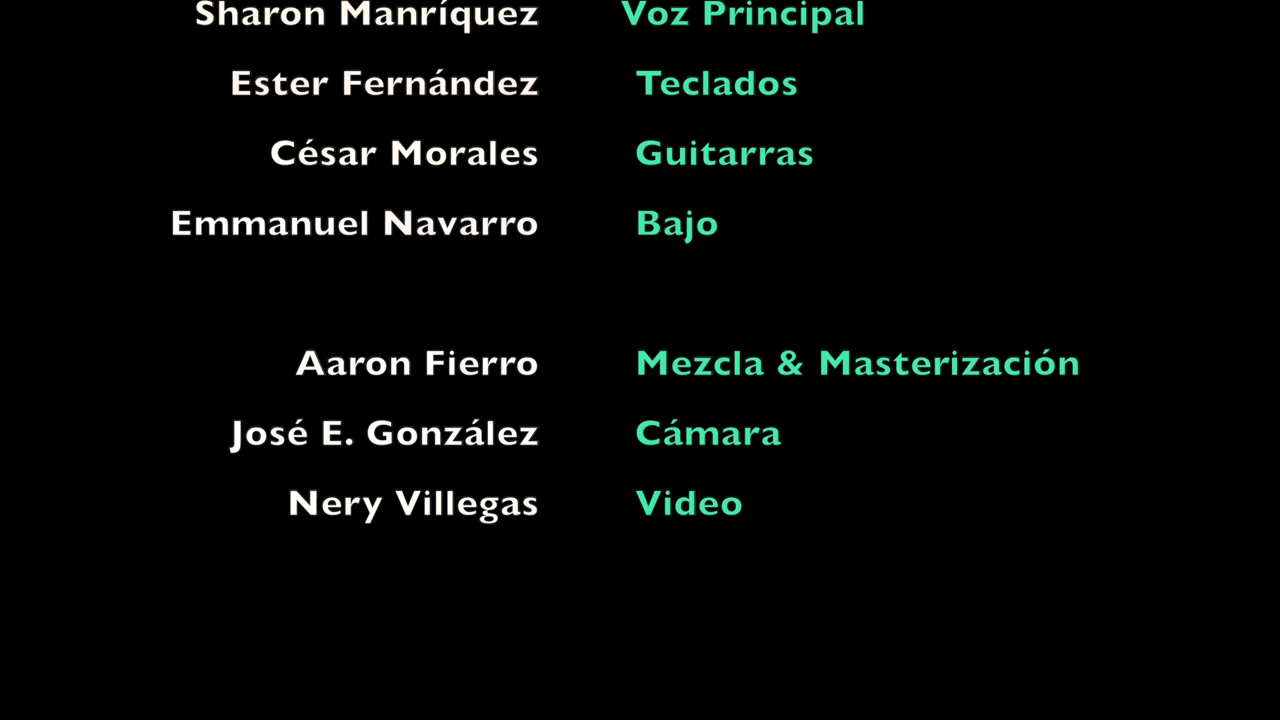 Sharon Manríquez Voz Principal
Ester Fernández Teclados
César Morales Guitarras
Emmanuel Navarro Bajo
Aaron Fierro Mezcla & Masterización
José E. González Cámara
Nery Villegas Video